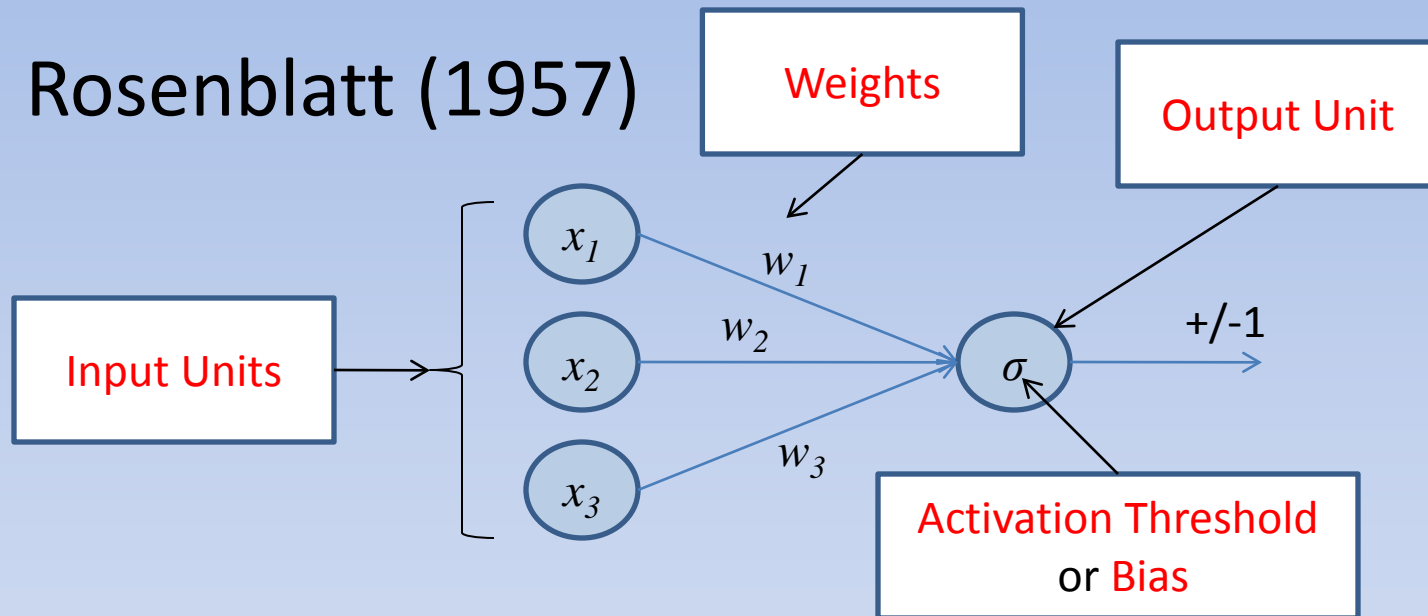 Rosenblatt (1957)
Weights
Output Unit
Input Units
x1
x2
x3
w1
w2
w3
σ
+/-1
Activation Threshold
or Bias